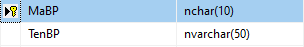 MaBP nchar(10)
TenBP nvarchar(50)